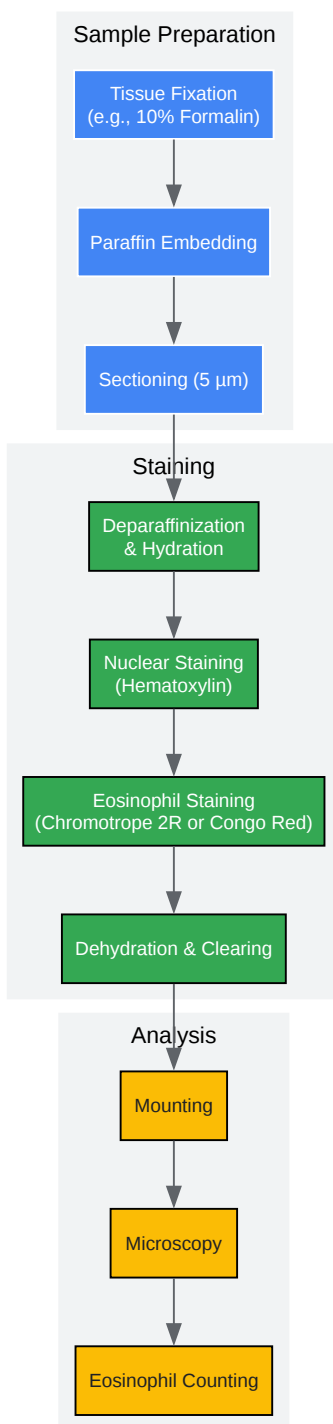 Sample Preparation
Tissue Fixation
(e.g., 10% Formalin)
Paraffin Embedding
Sectioning (5 µm)
Staining
Deparaffinization
& Hydration
Nuclear Staining
(Hematoxylin)
Eosinophil Staining
(Chromotrope 2R or Congo Red)
Dehydration & Clearing
Analysis
Mounting
Microscopy
Eosinophil Counting